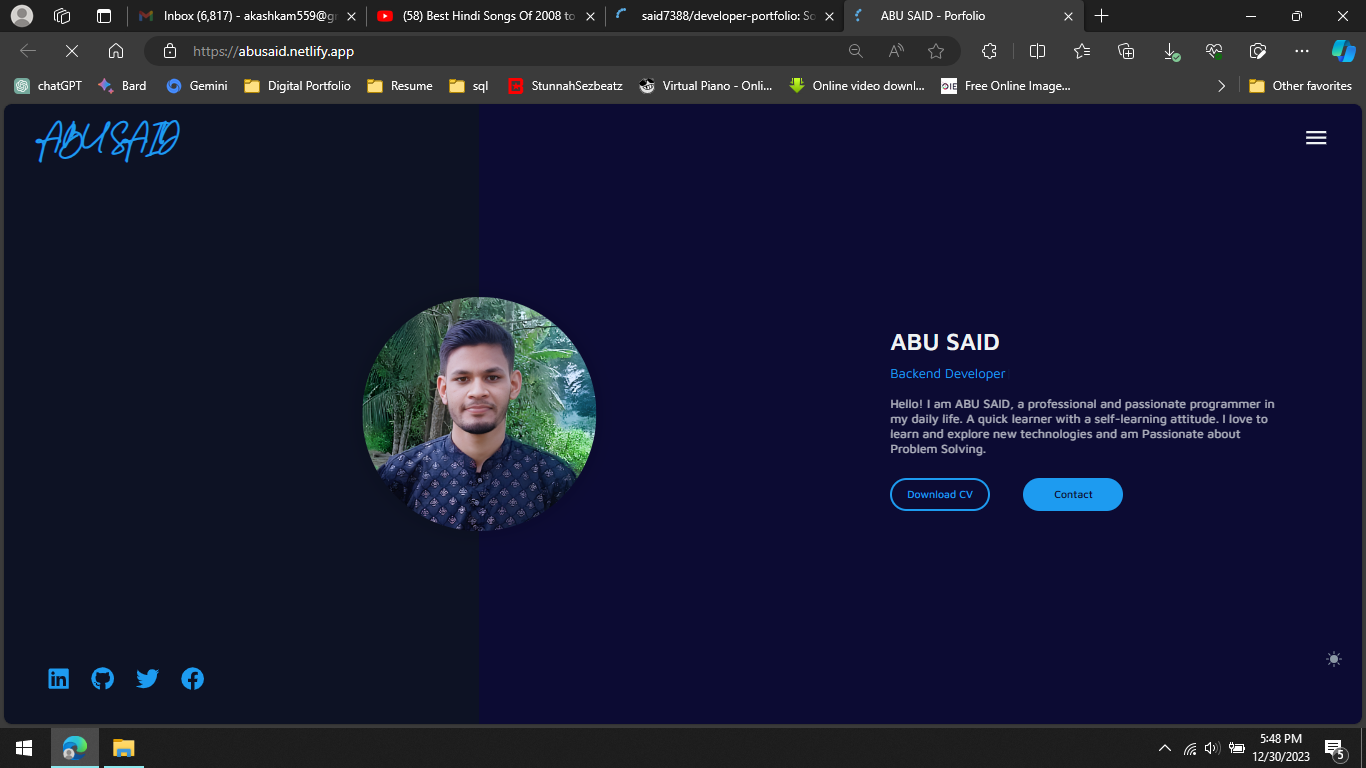 Inbox (6,817) - akashkam559@gr
(58) Best Hindi Songs Of 2008 to
said7388/developer-portfolio: So
ABU SAID - Porfolio
https://abusaid.netlify.app
chatGPT
Bard
Gemini
Digital Portfolio
Resume
sql
StunnahSezbeatz
Virtual Piano - Onli...
Online video downl...
Free Online Image...
Other favorites
ABU SAID
ABU SAID
Backend Developer
Hello! I am ABU SAID, a professional and passionate programmer in
my daily life. A quick learner with a self-learning attitude. I love to
learn and explore new technologies and am Passionate about
Problem Solving.
Download CV
Contact
5:48 PM
12/30/2023
5